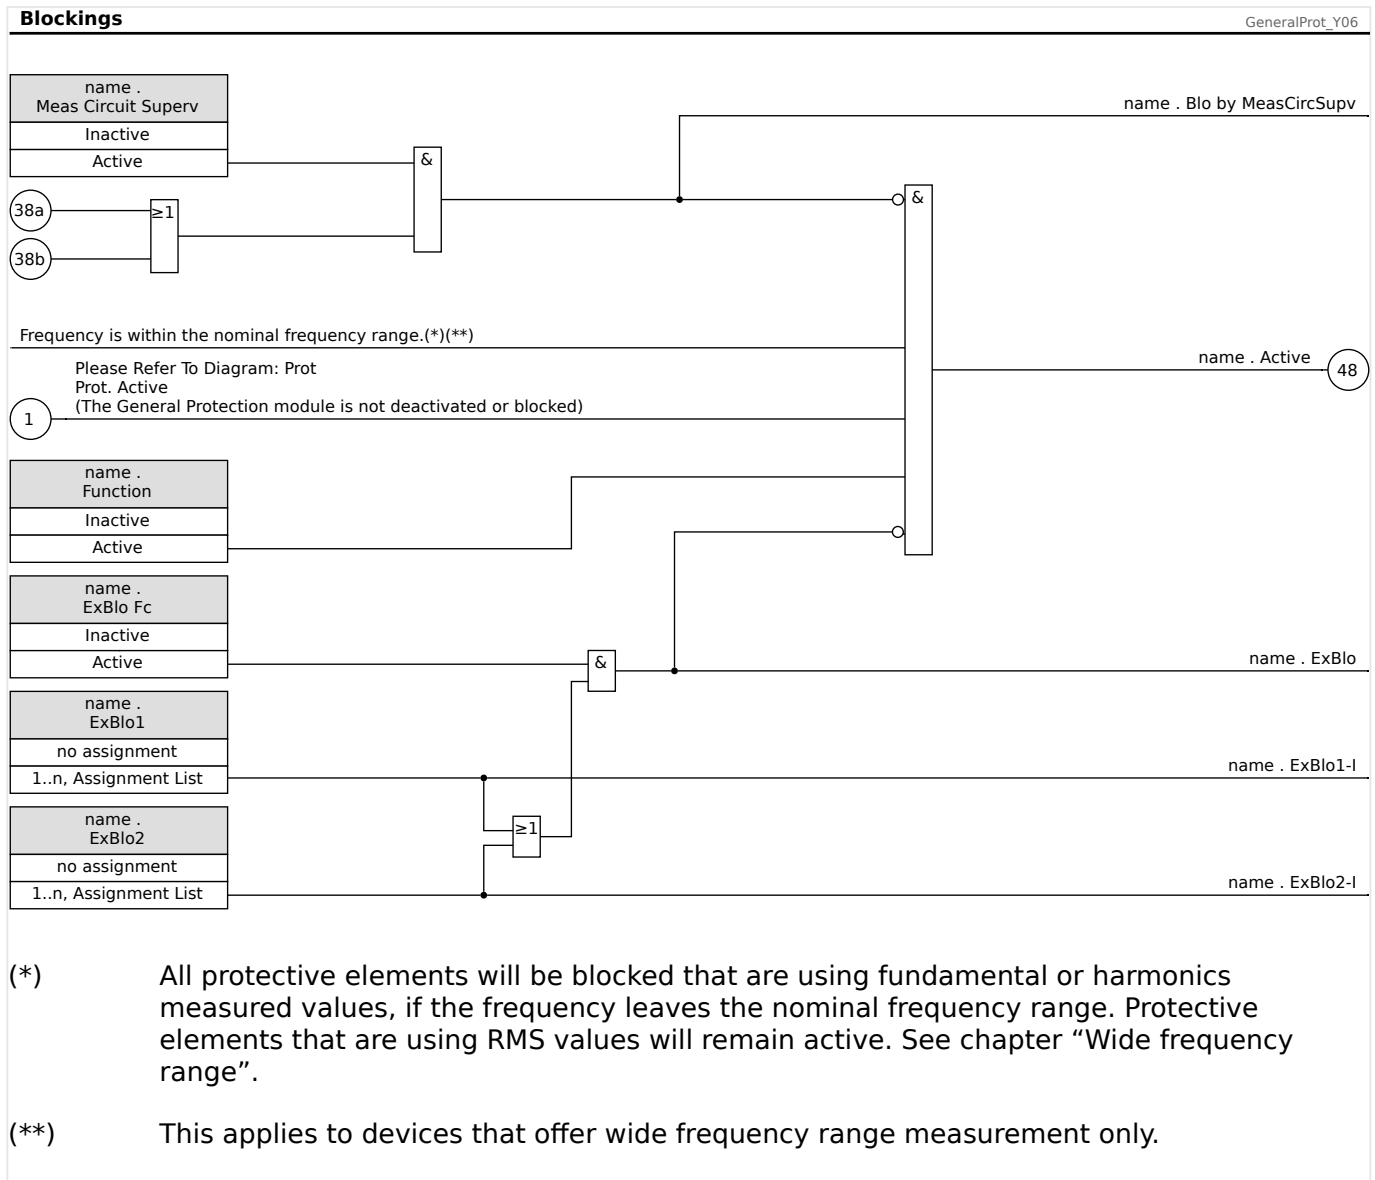 Blockings
GeneralProt_Y06
name .
Meas Circuit Superv
Inactive
Active
38a
38b
≥1
&
name . Blo by MeasCircSupv
&
Frequency is within the nominal frequency range.(*)(**)
Please Refer To Diagram: Prot
Prot. Active
(The General Protection module is not deactivated or blocked)
1
name . Active
48
name .
Function
Inactive
Active
name .
ExBlo Fc
Inactive
Active
&
name . ExBlo
name .
ExBlo1
no assignment
1..n, Assignment List
name . ExBlo1-I
≥1
name .
ExBlo2
no assignment
1..n, Assignment List
name . ExBlo2-I
(*) All protective elements will be blocked that are using fundamental or harmonics
measured values, if the frequency leaves the nominal frequency range. Protective
elements that are using RMS values will remain active. See chapter “Wide frequency
range”.
(**) This applies to devices that offer wide frequency range measurement only.